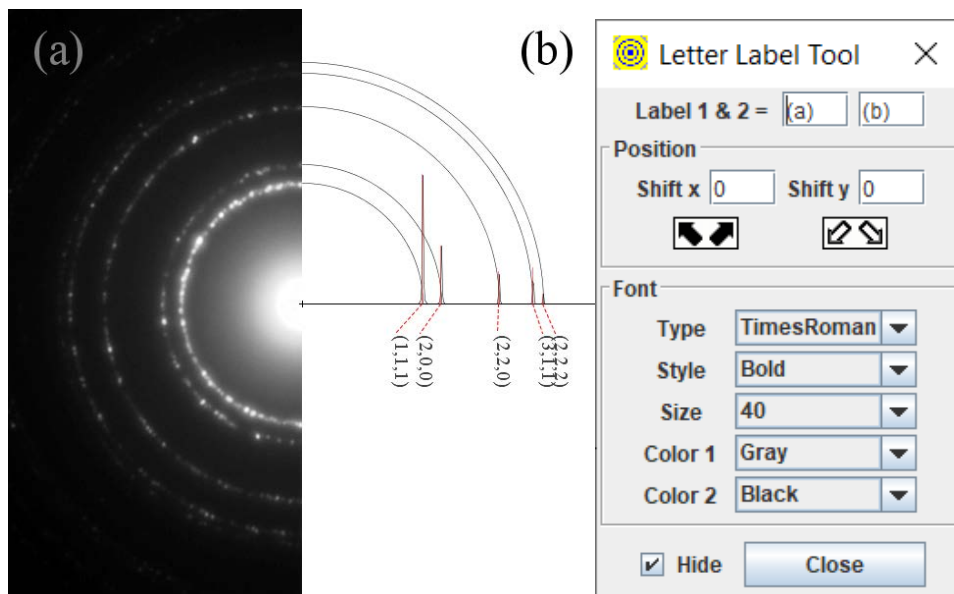 (a)
(b)
(1,1,1)
(2,0,0)
(2,2,0)
(3,1,1)
(2,2,2)
Letter Label Tool
Label 1 & 2 = (a) (b)
Position
Shift x 0 Shift y 0
Font
Type TimesRoman
Style Bold
Size 40
Color 1 Gray
Color 2 Black
Hide Close